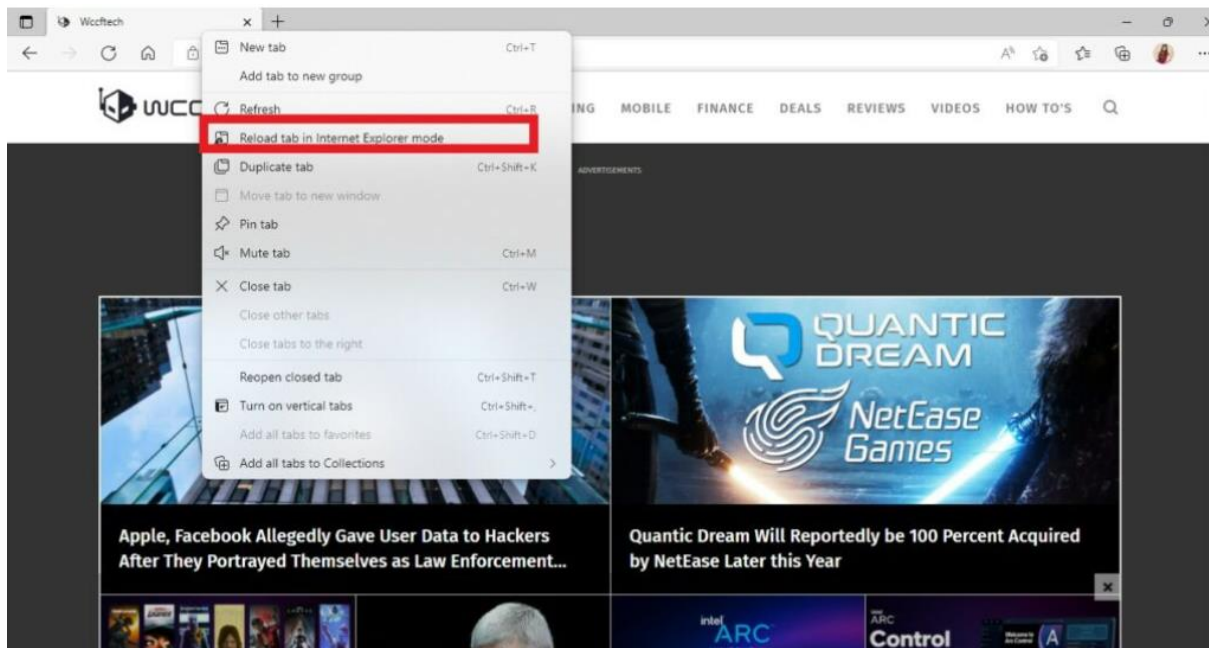 Wccftech
New tab Ctrl+T
Add tab to new group
Refresh Ctrl+R
Reload tab in Internet Explorer mode
Duplicate tab Ctrl+Shift+K
Move tab to new window
Pin tab
Mute tab Ctrl+M
Close tab Ctrl+W
Close other tabs
Close tabs to the right
Reopen closed tab Ctrl+Shift+T
Turn on vertical tabs Ctrl+Shift+,
Add all tabs to favorites Ctrl+Shift+D
Add all tabs to Collections
WCC
NG MOBILE FINANCE DEALS REVIEWS VIDEOS HOW TO'S
ADVERTISEMENTS
QUANTIC
DREAM
NetEase
Games
Apple, Facebook Allegedly Gave User Data to Hackers
After They Portrayed Themselves as Law Enforcement...
Quantic Dream Will Reportedly be 100 Percent Acquired
by NetEase Later this Year
intel
ARC
intel
ARC
Control